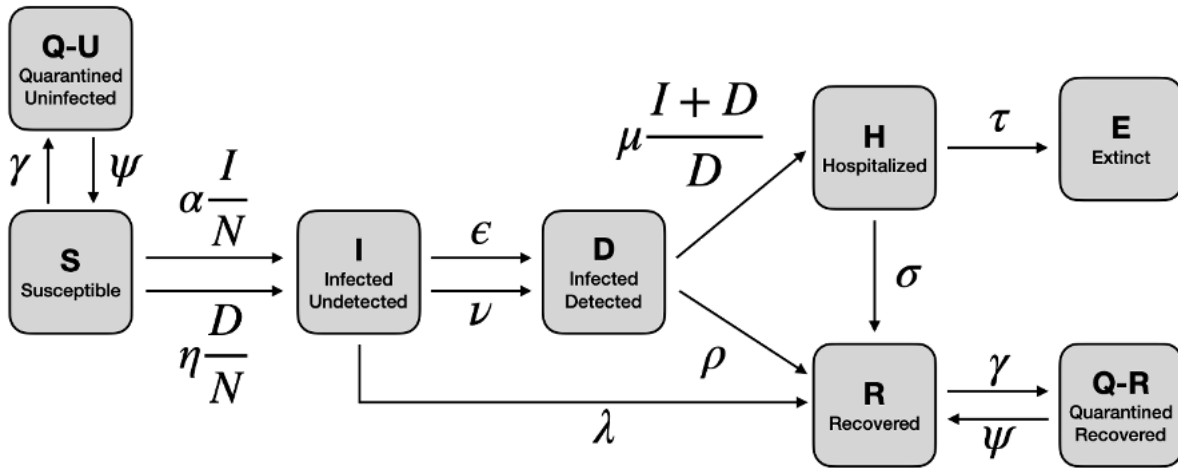 Q-U
Quarantined
Uninfected
γ
ψ
S
Susceptible
α I/N
η D/N
I
Infected
Undetected
ϵ
ν
D
Infected
Detected
μ (I + D)/D
ρ
λ
H
Hospitalized
τ
E
Extinct
σ
R
Recovered
γ
ψ
Q-R
Quarantined
Recovered